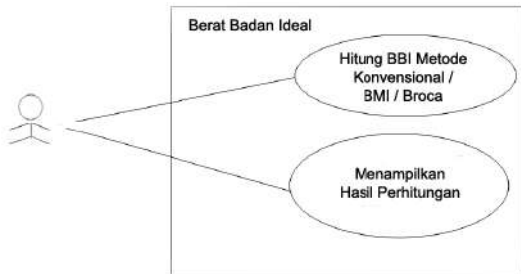 Berat Badan Ideal
Hitung BBI Metode
Konvensional /
BMI / Broca
Menampilkan
Hasil Perhitungan